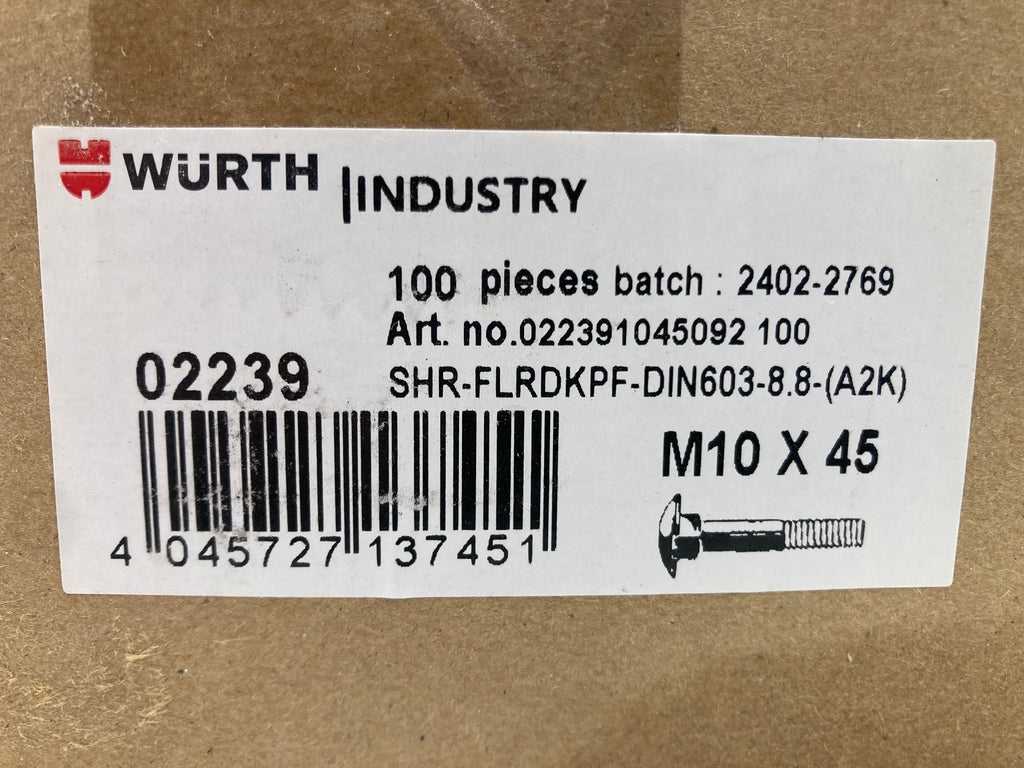 WÜRTH |INDUSTRY
100 pieces batch : 2402-2769
Art. no.022391045092 100
02239 SHR-FLRDKPF-DIN603-8.8-(A2K)
M10 X 45
4 045727 137451